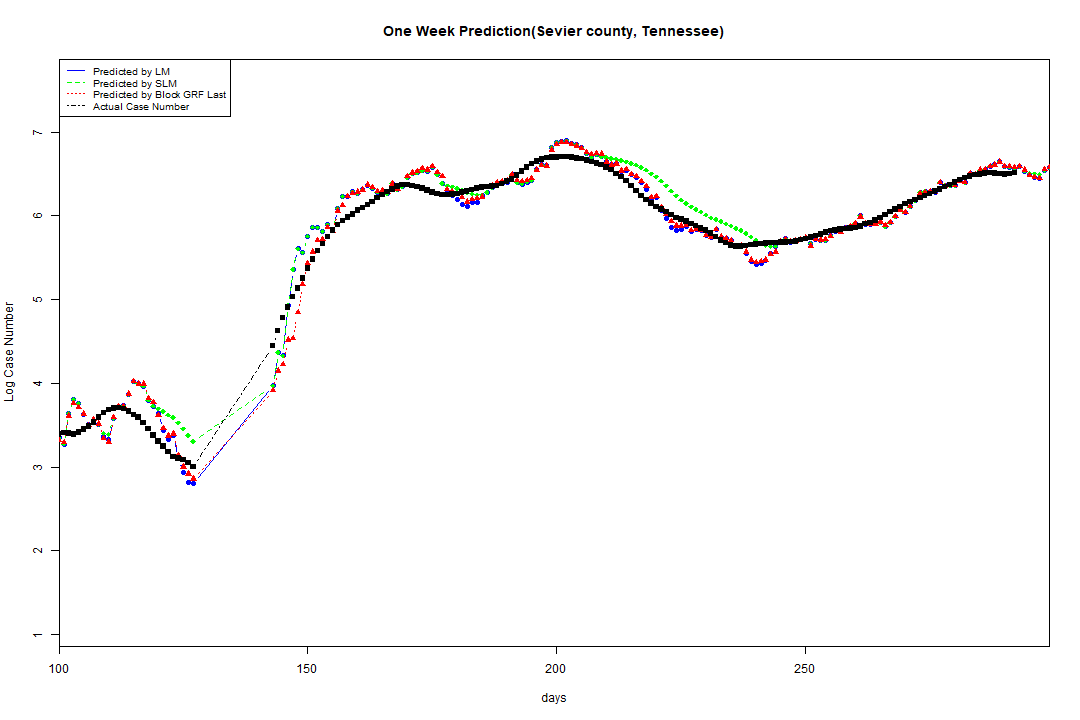 One Week Prediction(Sevier county, Tennessee)
Predicted by LM
Predicted by SLM
Predicted by Block GRF Last
Actual Case Number
7
6
5
4
3
2
1
Log Case Number
100 150 200 250
days